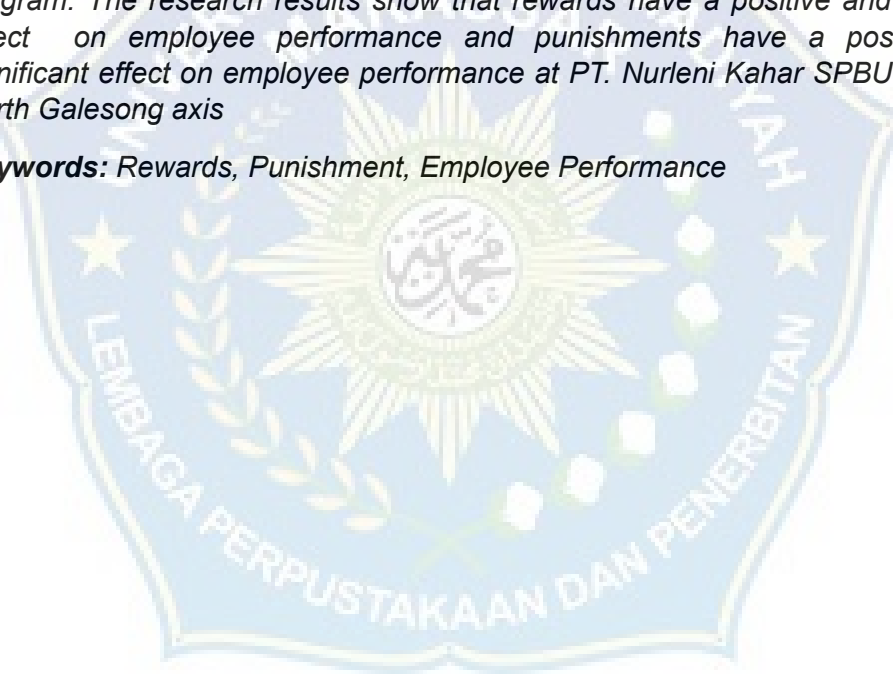 ogram. The research results show that rewards have a positive and
ect on employee performance and punishments have a pos
nificant effect on employee performance at PT. Nurleni Kahar SPBU
rth Galesong axis
ywords: Rewards, Punishment, Employee Performance
LEMBAGA PERPUSTAKAAN DAN PENERBITAN